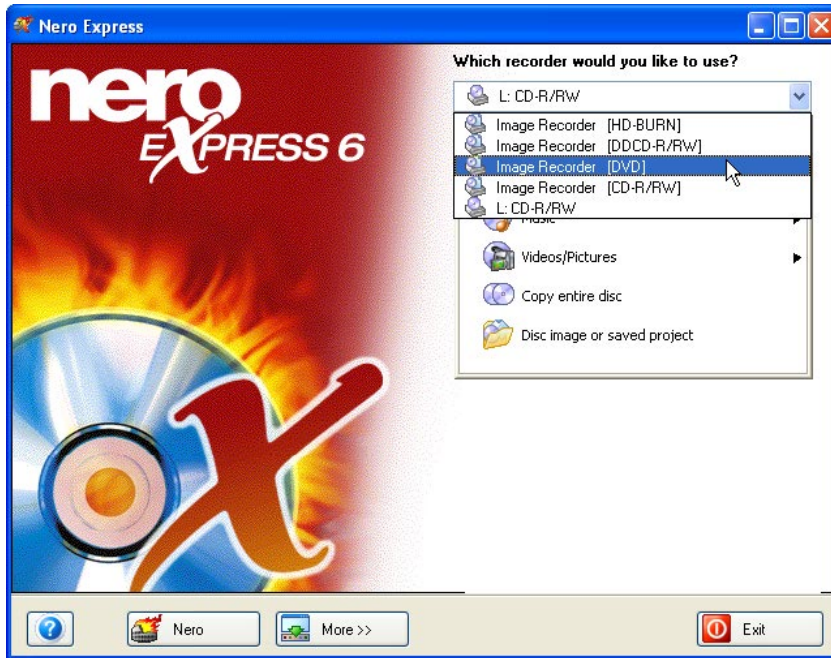 Nero Express
nero
EXPRESS 6
Which recorder would you like to use?
L: CD-R/RW
Image Recorder [HD-BURN]
Image Recorder [DDCD-R/RW]
Image Recorder [DVD]
Image Recorder [CD-R/RW]
L: CD-R/RW
Music
Videos/Pictures
Copy entire disc
Disc image or saved project
Nero
More >>
Exit